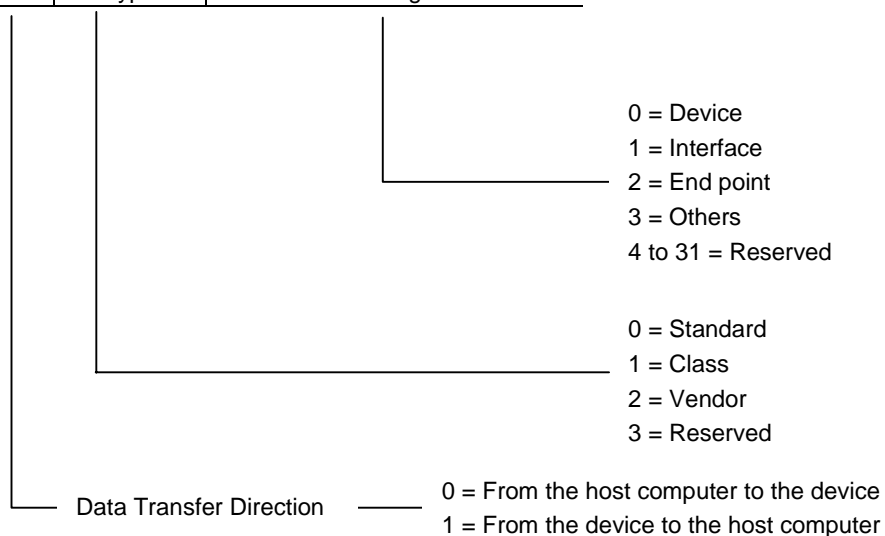 0 = Device
1 = Interface
2 = End point
3 = Others
4 to 31 = Reserved
0 = Standard
1 = Class
2 = Vendor
3 = Reserved
Data Transfer Direction
0 = From the host computer to the device
1 = From the device to the host computer